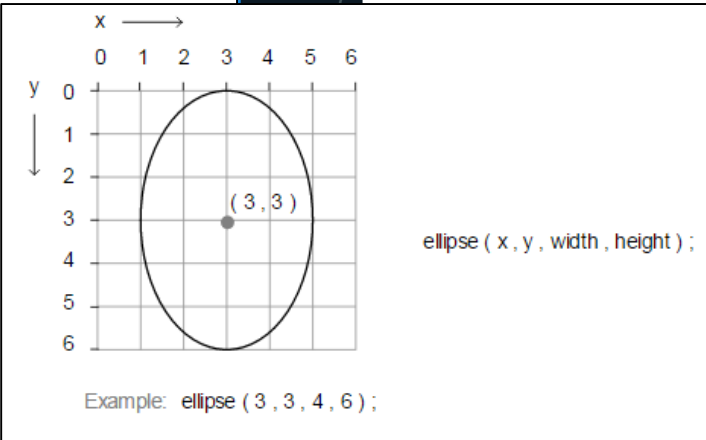 x
0 1 2 3 4 5 6
y
0
1
2
( 3 , 3 )
3
ellipse ( x , y , width , height ) ;
4
5
6
Example: ellipse ( 3 , 3 , 4 , 6 ) ;